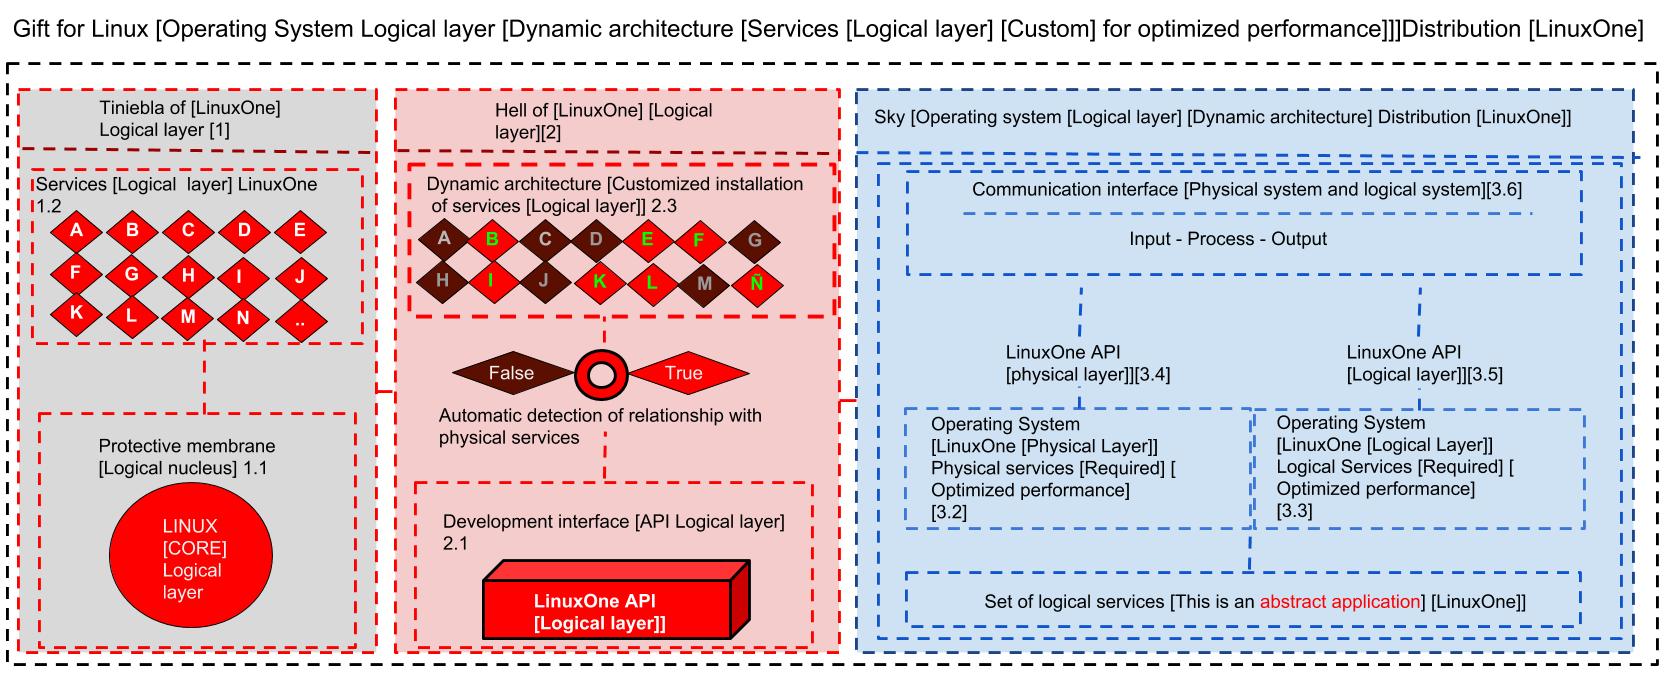 Gift for Linux [Operating System Logical layer [Dynamic architecture [Services [Logical layer] [Custom] for optimized performance]]]Distribution [LinuxOne]
Tiniebla of [LinuxOne]
Logical layer [1]
Services [Logical  layer] LinuxOne
1.2
A B C D E
F G H I J
K L M N ..
Protective membrane
[Logical nucleus] 1.1
LINUX
[CORE]
Logical
layer
Hell of [LinuxOne] [Logical
layer][2]
Dynamic architecture [Customized installation
of services [Logical layer]] 2.3
A B C D E F G
H I J K L M Ñ
False
True
Automatic detection of relationship with
physical services
Development interface [API Logical layer]
2.1
LinuxOne API
[Logical layer]]
Sky [Operating system [Logical layer] [Dynamic architecture] Distribution [LinuxOne]]
Communication interface [Physical system and logical system][3.6]
Input - Process - Output
LinuxOne API
[physical layer]][3.4]
LinuxOne API
[Logical layer]][3.5]
Operating System
[LinuxOne [Physical Layer]]
Physical services [Required] [
Optimized performance]
[3.2]
Operating System
[LinuxOne [Logical Layer]]
Logical Services [Required] [
Optimized performance]
[3.3]
Set of logical services [This is an abstract application] [LinuxOne]]